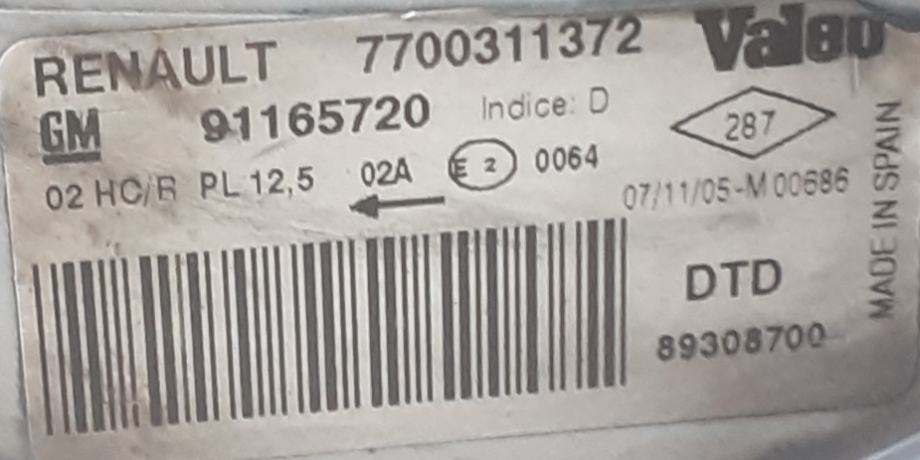 RENAULT 7700311372 Valeo
GM 91165720 Indice: D 287
02 HC/R PL 12,5 02A E 2 0064
07/11/05-M 00686
DTD
89308700
MADE IN SPAIN